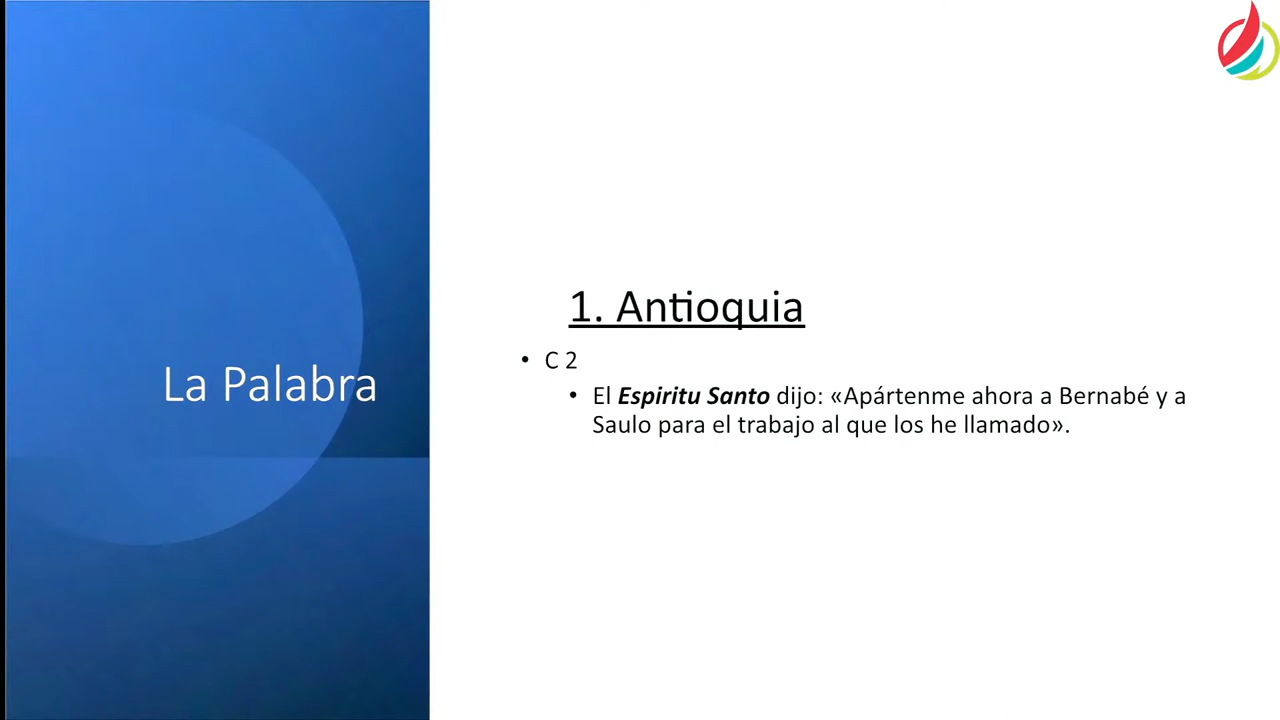 La Palabra
1. Antioquia
• C 2
• El Espiritu Santo dijo: «Apártenme ahora a Bernabé y a
Saulo para el trabajo al que los he llamado».